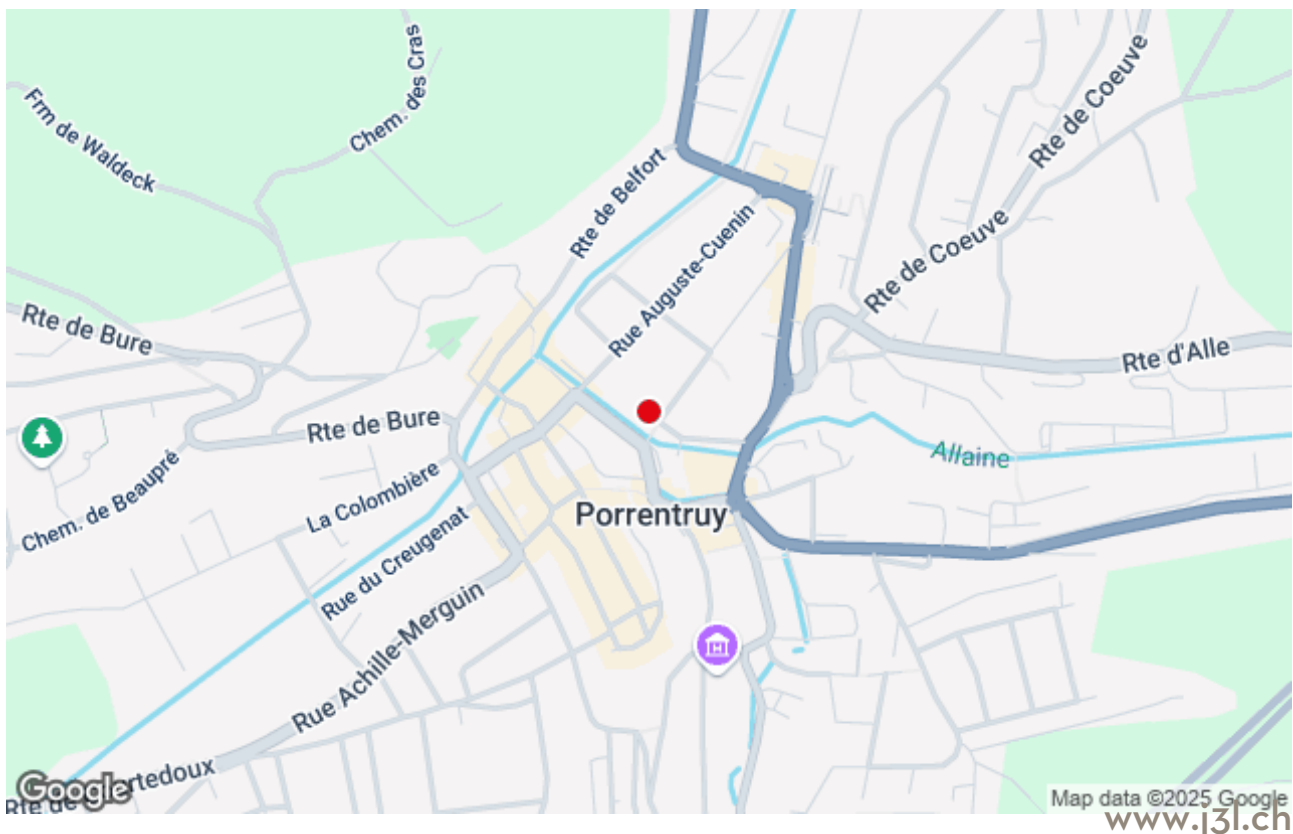 Chem. des Cras
Frm de Waldeck
Rte de Coeuve
Rte de Belfort
Rue Auguste-Cuenin
Rte de Coeuve
Rte de Bure
Rte d'Alle
Rte de Bure
Allaine
Chem. de Beaupré
La Colombière
Porrentruy
Rue du Creugenat
Rue Achille-Merguin
Google
Map data ©2025 Google
www.j3l.ch